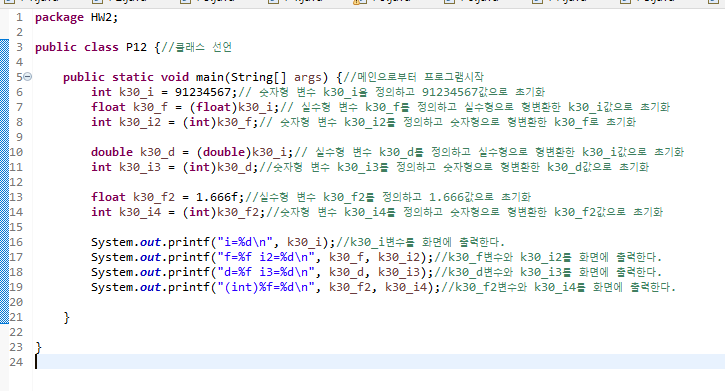 1 package HW2;
2
3 public class P12 {//클래스 선언
4
5 public static void main(String[] args) {//메인으로부터 프로그램시작
6 int k30_i = 91234567;// 숫자형 변수 k30_i을 정의하고 91234567값으로 초기화
7 float k30_f = (float)k30_i;// 실수형 변수 k30_f를 정의하고 실수형으로 형변환한 k30_i값으로 초기화
8 int k30_i2 = (int)k30_f;// 숫자형 변수 k30_i2를 정의하고 숫자형으로 형변환한 k30_f로 초기화
9
10 double k30_d = (double)k30_i;// 실수형 변수 k30_d를 정의하고 실수형으로 형변환한 k30_i값으로 초기화
11 int k30_i3 = (int)k30_d;//숫자형 변수 k30_i3를 정의하고 숫자형으로 형변환한 k30_d값으로 초기화
12
13 float k30_f2 = 1.666f;//실수형 변수 k30_f2를 정의하고 1.666값으로 초기화
14 int k30_i4 = (int)k30_f2;//숫자형 변수 k30_i4를 정의하고 숫자형으로 형변환한 k30_f2값으로 초기화
15
16 System.out.printf("i=%d\n", k30_i);//k30_i변수를 화면에 출력한다.
17 System.out.printf("f=%f i2=%d\n", k30_f, k30_i2);//k30_f변수와 k30_i2를 화면에 출력한다.
18 System.out.printf("d=%f i3=%d\n", k30_d, k30_i3);//k30_d변수와 k30_i3를 화면에 출력한다.
19 System.out.printf("(int)%f=%d\n", k30_f2, k30_i4);//k30_f2변수와 k30_i4를 화면에 출력한다.
20
21 }
22
23 }
24